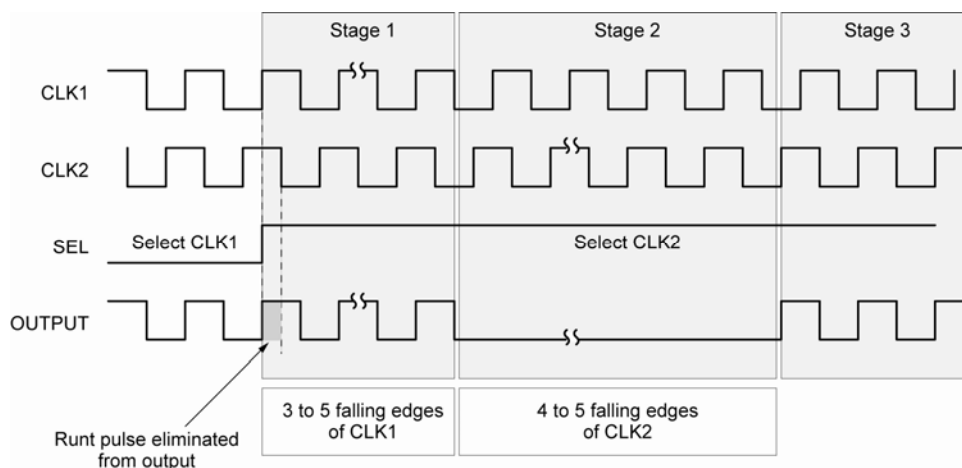 Stage 1
Stage 2
Stage 3
CLK1
CLK2
SEL
Select CLK1
Select CLK2
OUTPUT
3 to 5 falling edges
of CLK1
4 to 5 falling edges
of CLK2
Runt pulse eliminated
from output